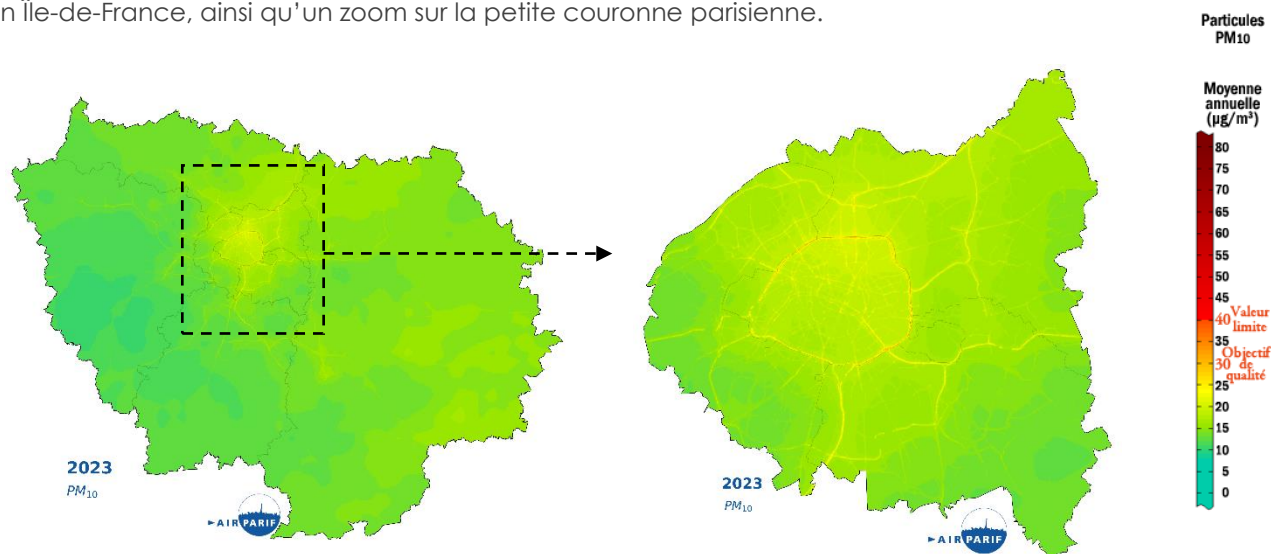 n Île-de-France, ainsi qu’un zoom sur la petite couronne parisienne.
Particules
PM10
Moyenne
annuelle
(µg/m³)
80
75
70
65
60
55
50
45
40 Valeur
limite
35
Objectif
30 de
qualité
25
20
15
10
5
0
2023
PM10
AIRPARIF
2023
PM10
AIRPARIF